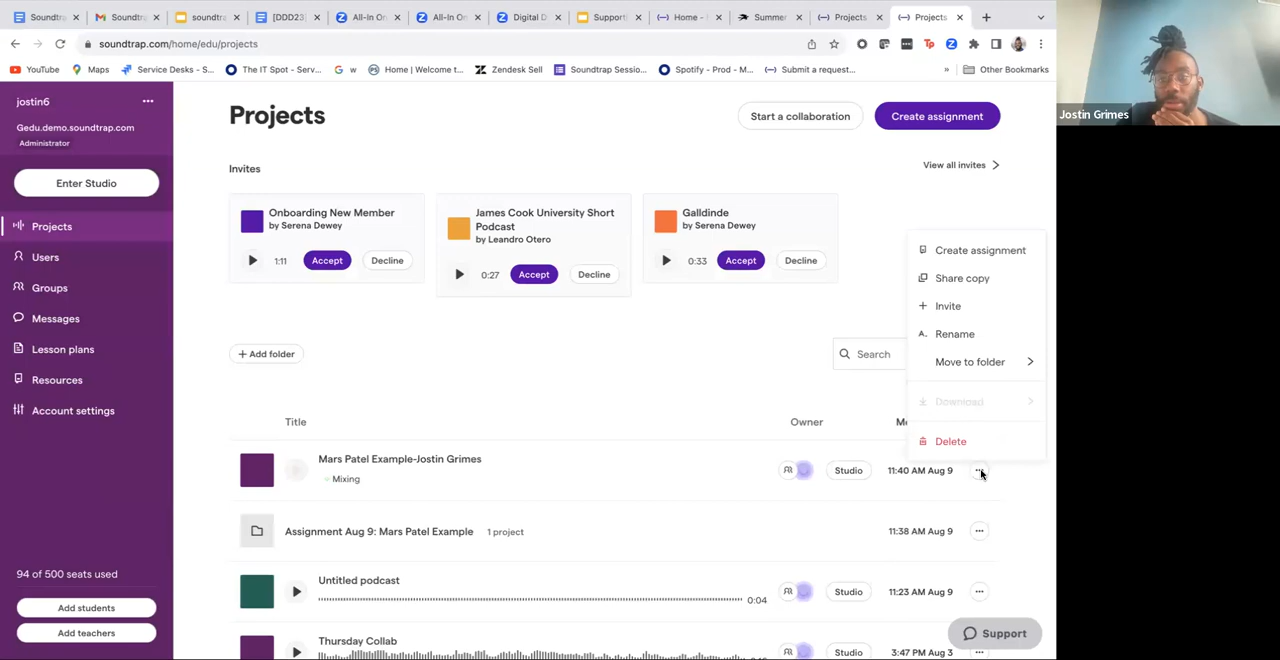 Soundtra
Soundtra
soundtra
[DDD23]
All-In On
All-In On
Digital D
Supporti
Home -
Summer
Projects
Projects
soundtrap.com/home/edu/projects
YouTube
Maps
Service Desks - S...
The IT Spot - Serv...
w
Home | Welcome t...
Zendesk Sell
Soundtrap Sessio...
Spotify - Prod - M...
Submit a request...
»
Other Bookmarks
Jostin Grimes
jostin6
Gedu.demo.soundtrap.com
Administrator
Enter Studio
Projects
Users
Groups
Messages
Lesson plans
Resources
Account settings
94 of 500 seats used
Add students
Add teachers
Projects
Start a collaboration
Create assignment
Invites
View all invites
Onboarding New Member
by Serena Dewey
1:11 Accept Decline
James Cook University Short
Podcast
by Leandro Otero
0:27 Accept Decline
Galldinde
by Serena Dewey
0:33 Accept Decline
+ Add folder
Search
Create assignment
Share copy
Invite
Rename
Move to folder
Download
Delete
Title Owner
Mars Patel Example-Jostin Grimes
Mixing
Studio 11:40 AM Aug 9
Assignment Aug 9: Mars Patel Example 1 project 11:38 AM Aug 9
Untitled podcast
0:04 Studio 11:23 AM Aug 9
Thursday Collab
Studio 3:47 PM Aug 3
Support